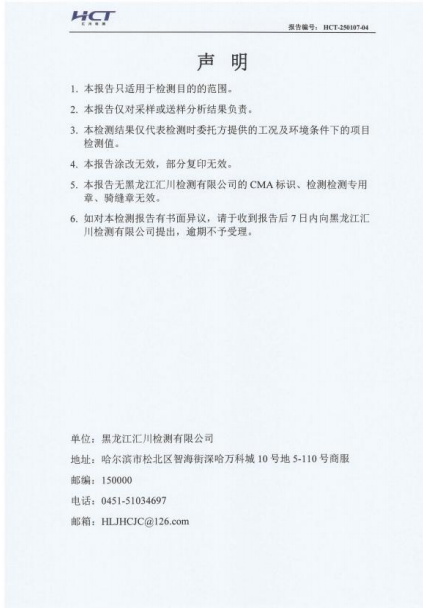 HCT
汇川检测
报告编号：HCT-250107-04
声 明
1. 本报告只适用于检测目的的范围。
2. 本报告仅对采样或送样分析结果负责。
3. 本检测结果仅代表检测时委托方提供的工况及环境条件下的项目
检测值。
4. 本报告涂改无效，部分复印无效。
5. 本报告无黑龙江汇川检测有限公司的 CMA 标识、检测检测专用
章、骑缝章无效。
6. 如对本检测报告有书面异议，请于收到报告后 7 日内向黑龙江汇
川检测有限公司提出，逾期不予受理。
单位：黑龙江汇川检测有限公司
地址：哈尔滨市松北区智海街深哈万科城 10 号地 5-110 号商服
邮编：150000
电话：0451-51034697
邮箱：HLJHCJC@126.com